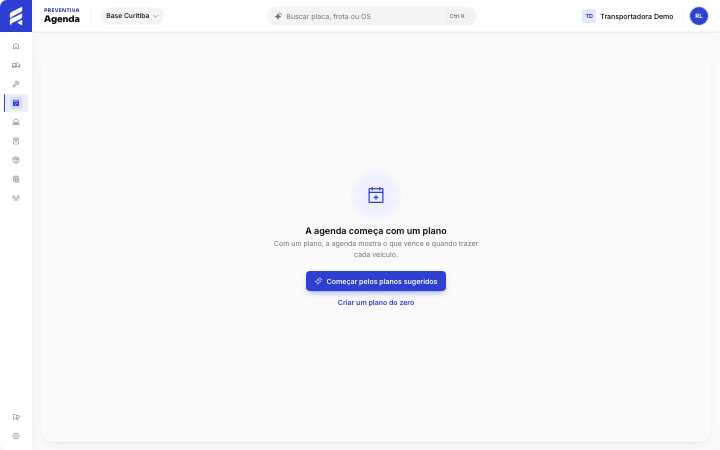 PREVENTIVA
Agenda
Base Curitiba
Buscar placa, frota ou OS
Ctrl K
TD
Transportadora Demo
RL
A agenda começa com um plano
Com um plano, a agenda mostra o que vence e quando trazer
cada veículo.
Começar pelos planos sugeridos
Criar um plano do zero